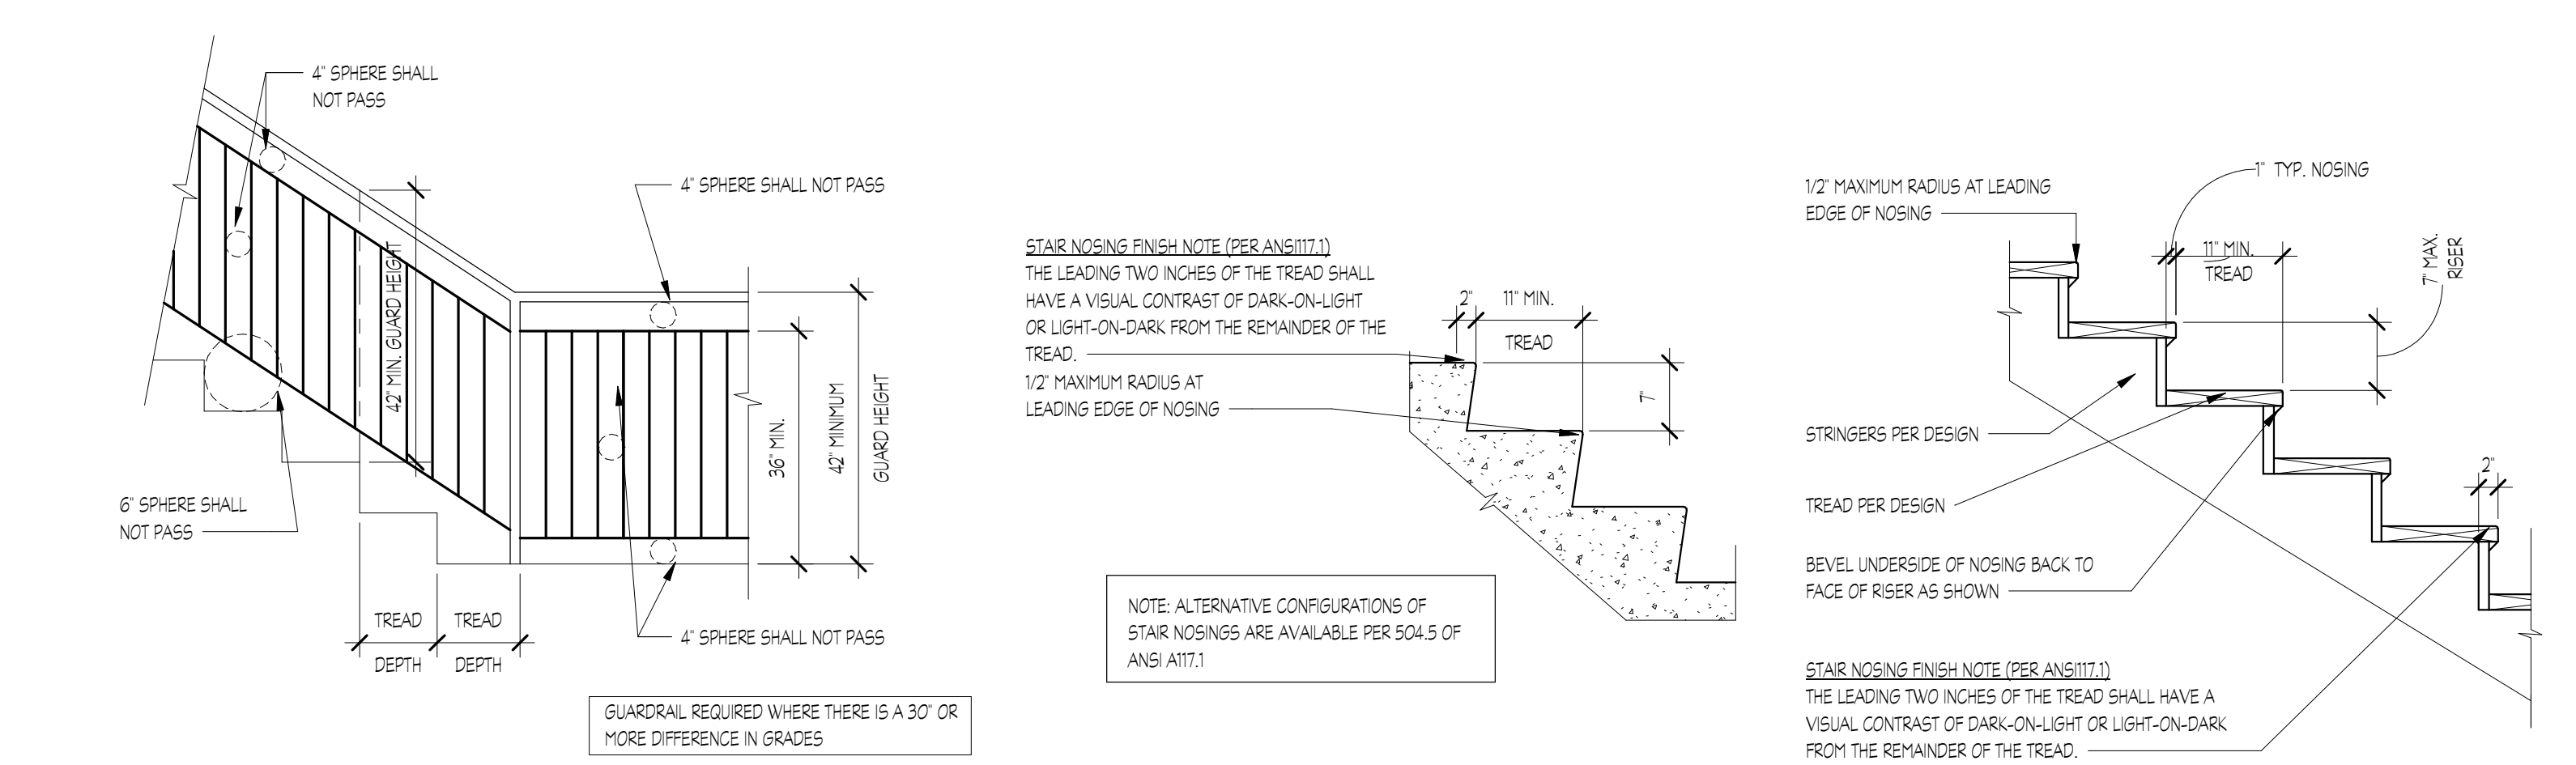 4" SPHERE SHALL
NOT PASS
4" SPHERE SHALL NOT PASS
42" MIN. GUARD HEIGHT
36" MIN.
42" MINIMUM
GUARD HEIGHT
6" SPHERE SHALL
NOT PASS
TREAD
DEPTH
TREAD
DEPTH
4" SPHERE SHALL NOT PASS
GUARDRAIL REQUIRED WHERE THERE IS A 30" OR
MORE DIFFERENCE IN GRADES
STAIR NOSING FINISH NOTE (PER ANSI117.1)
THE LEADING TWO INCHES OF THE TREAD SHALL
HAVE A VISUAL CONTRAST OF DARK-ON-LIGHT
OR LIGHT-ON-DARK FROM THE REMAINDER OF THE
TREAD.
1/2" MAXIMUM RADIUS AT
LEADING EDGE OF NOSING
2"
11" MIN.
TREAD
7"
NOTE: ALTERNATIVE CONFIGURATIONS OF
STAIR NOSINGS ARE AVAILABLE PER 504.5 OF
ANSI A117.1
1/2" MAXIMUM RADIUS AT LEADING
EDGE OF NOSING
1" TYP. NOSING
11" MIN.
TREAD
7" MAX.
RISER
STRINGERS PER DESIGN
2"
TREAD PER DESIGN
BEVEL UNDERSIDE OF NOSING BACK TO
FACE OF RISER AS SHOWN
STAIR NOSING FINISH NOTE (PER ANSI117.1)
THE LEADING TWO INCHES OF THE TREAD SHALL HAVE A
VISUAL CONTRAST OF DARK-ON-LIGHT OR LIGHT-ON-DARK
FROM THE REMAINDER OF THE TREAD.